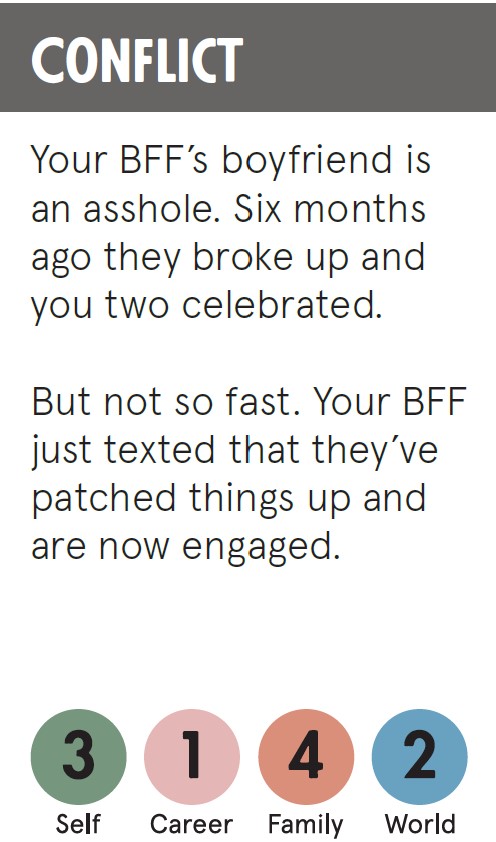 CONFLICT
Your BFF’s boyfriend is
an asshole. Six months
ago they broke up and
you two celebrated.
But not so fast. Your BFF
just texted that they’ve
patched things up and
are now engaged.
3 1 4 2
Self Career Family World